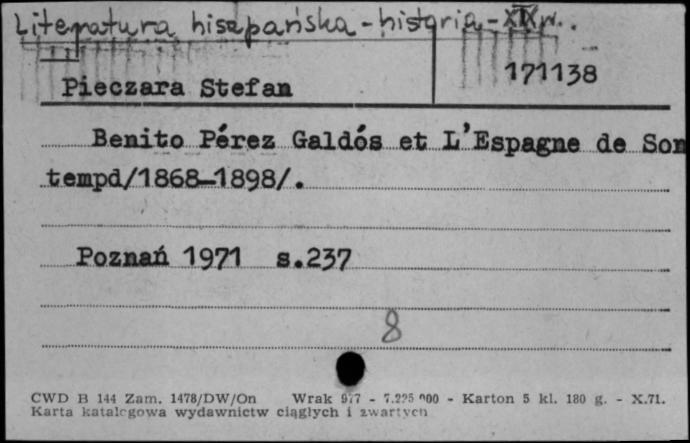 Literatura hiszpańska - historia - XIX w.
171138
Pieczara Stefan
Benito Pérez Galdós et L'Espagne de Son
tempd/1868-1898/.
Poznań 1971 s.237
8
CWD B 144 Zam. 1478/DW/On Wrak 977 - 7.225 000 - Karton 5 kl. 180 g. - X.71.
Karta katalogowa wydawnictw ciągłych i zwartych